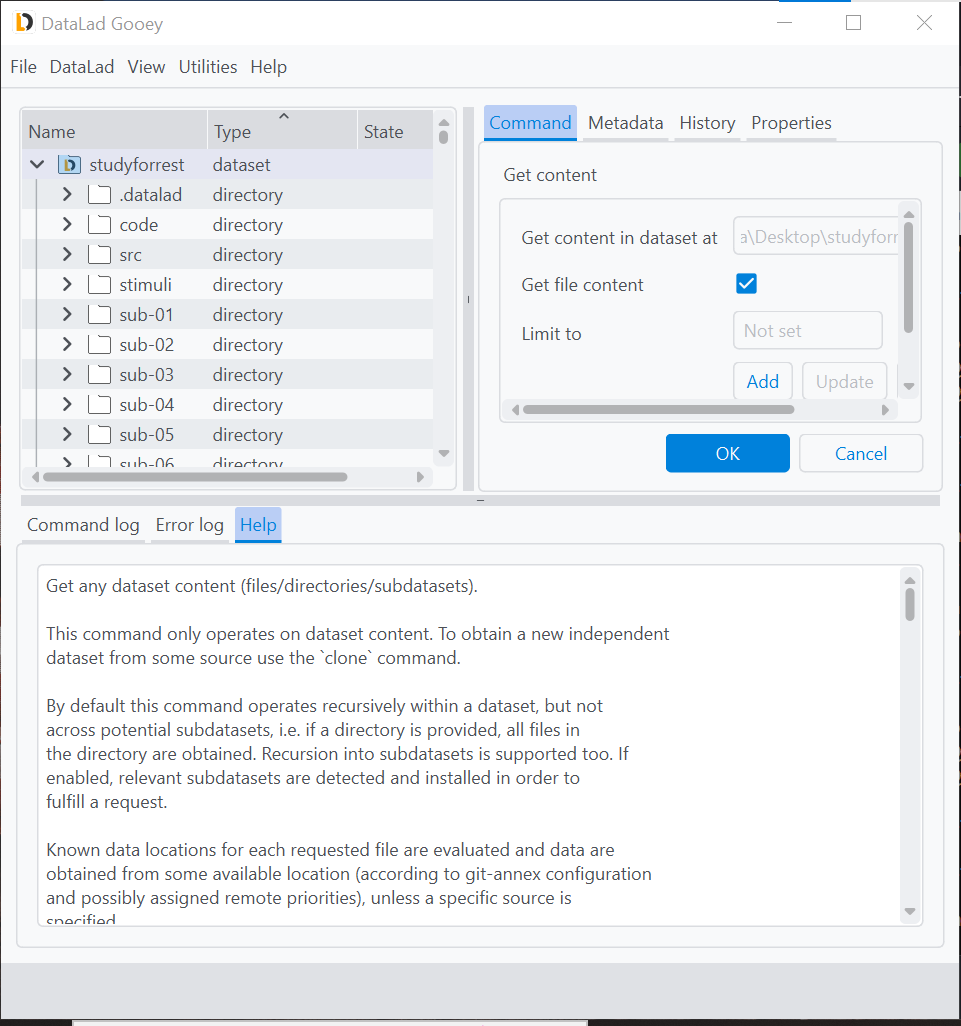 DataLad Gooey
File DataLad View Utilities Help
Name Type State
studyforrest dataset
.datalad directory
code directory
src directory
stimuli directory
sub-01 directory
sub-02 directory
sub-03 directory
sub-04 directory
sub-05 directory
sub-06 directory
Command Metadata History Properties
Get content
Get content in dataset at a\Desktop\studyforr
Get file content
Limit to Not set
Add Update
OK Cancel
Command log Error log Help
Get any dataset content (files/directories/subdatasets).
This command only operates on dataset content. To obtain a new independent
dataset from some source use the `clone` command.
By default this command operates recursively within a dataset, but not
across potential subdatasets, i.e. if a directory is provided, all files in
the directory are obtained. Recursion into subdatasets is supported too. If
enabled, relevant subdatasets are detected and installed in order to
fulfill a request.
Known data locations for each requested file are evaluated and data are
obtained from some available location (according to git-annex configuration
and possibly assigned remote priorities), unless a specific source is
specified.